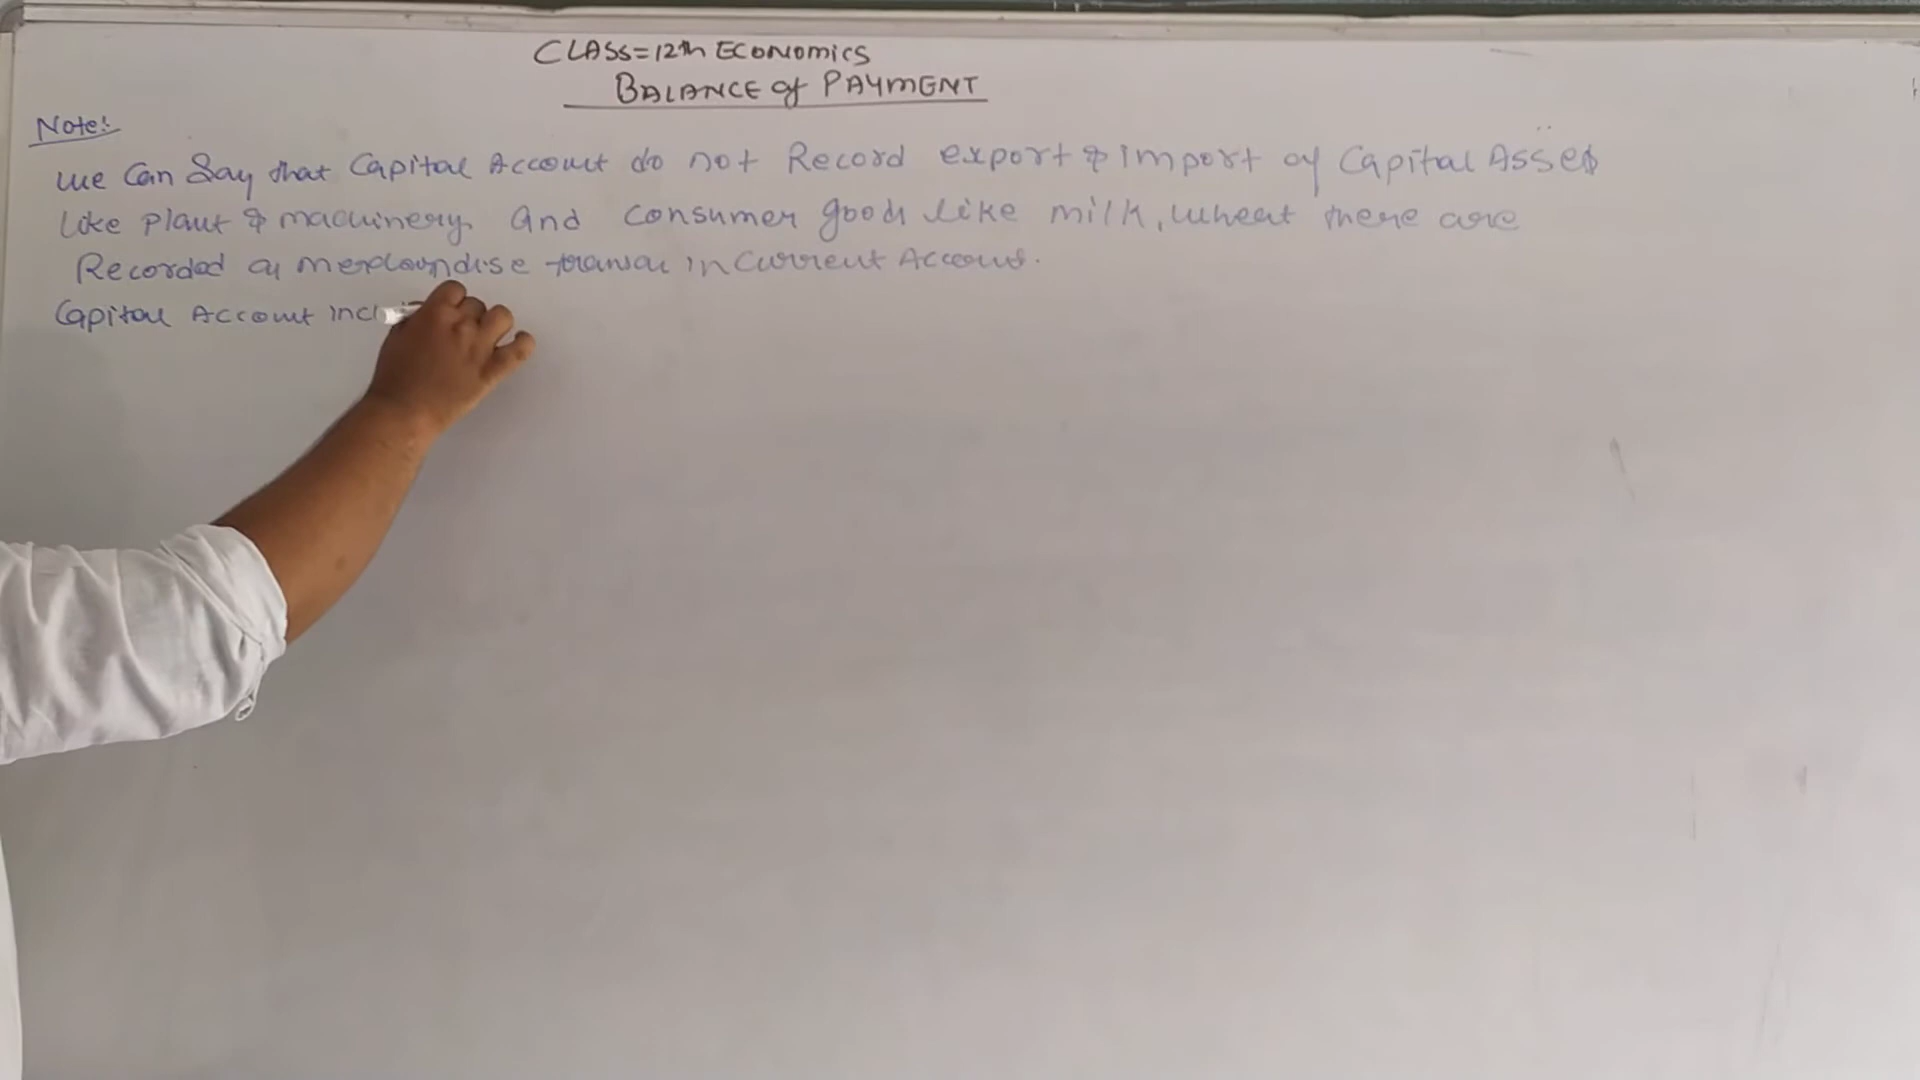 CLASS=12th ECONOMICS
BALANCE of PAYMENT
Note:
we can Say that Capital Account do not Record export & import of Capital Assets
like plant & machinery and consumer goods like milk, wheat there are
Recorded as merchandise in current Account.
Capital Account incl